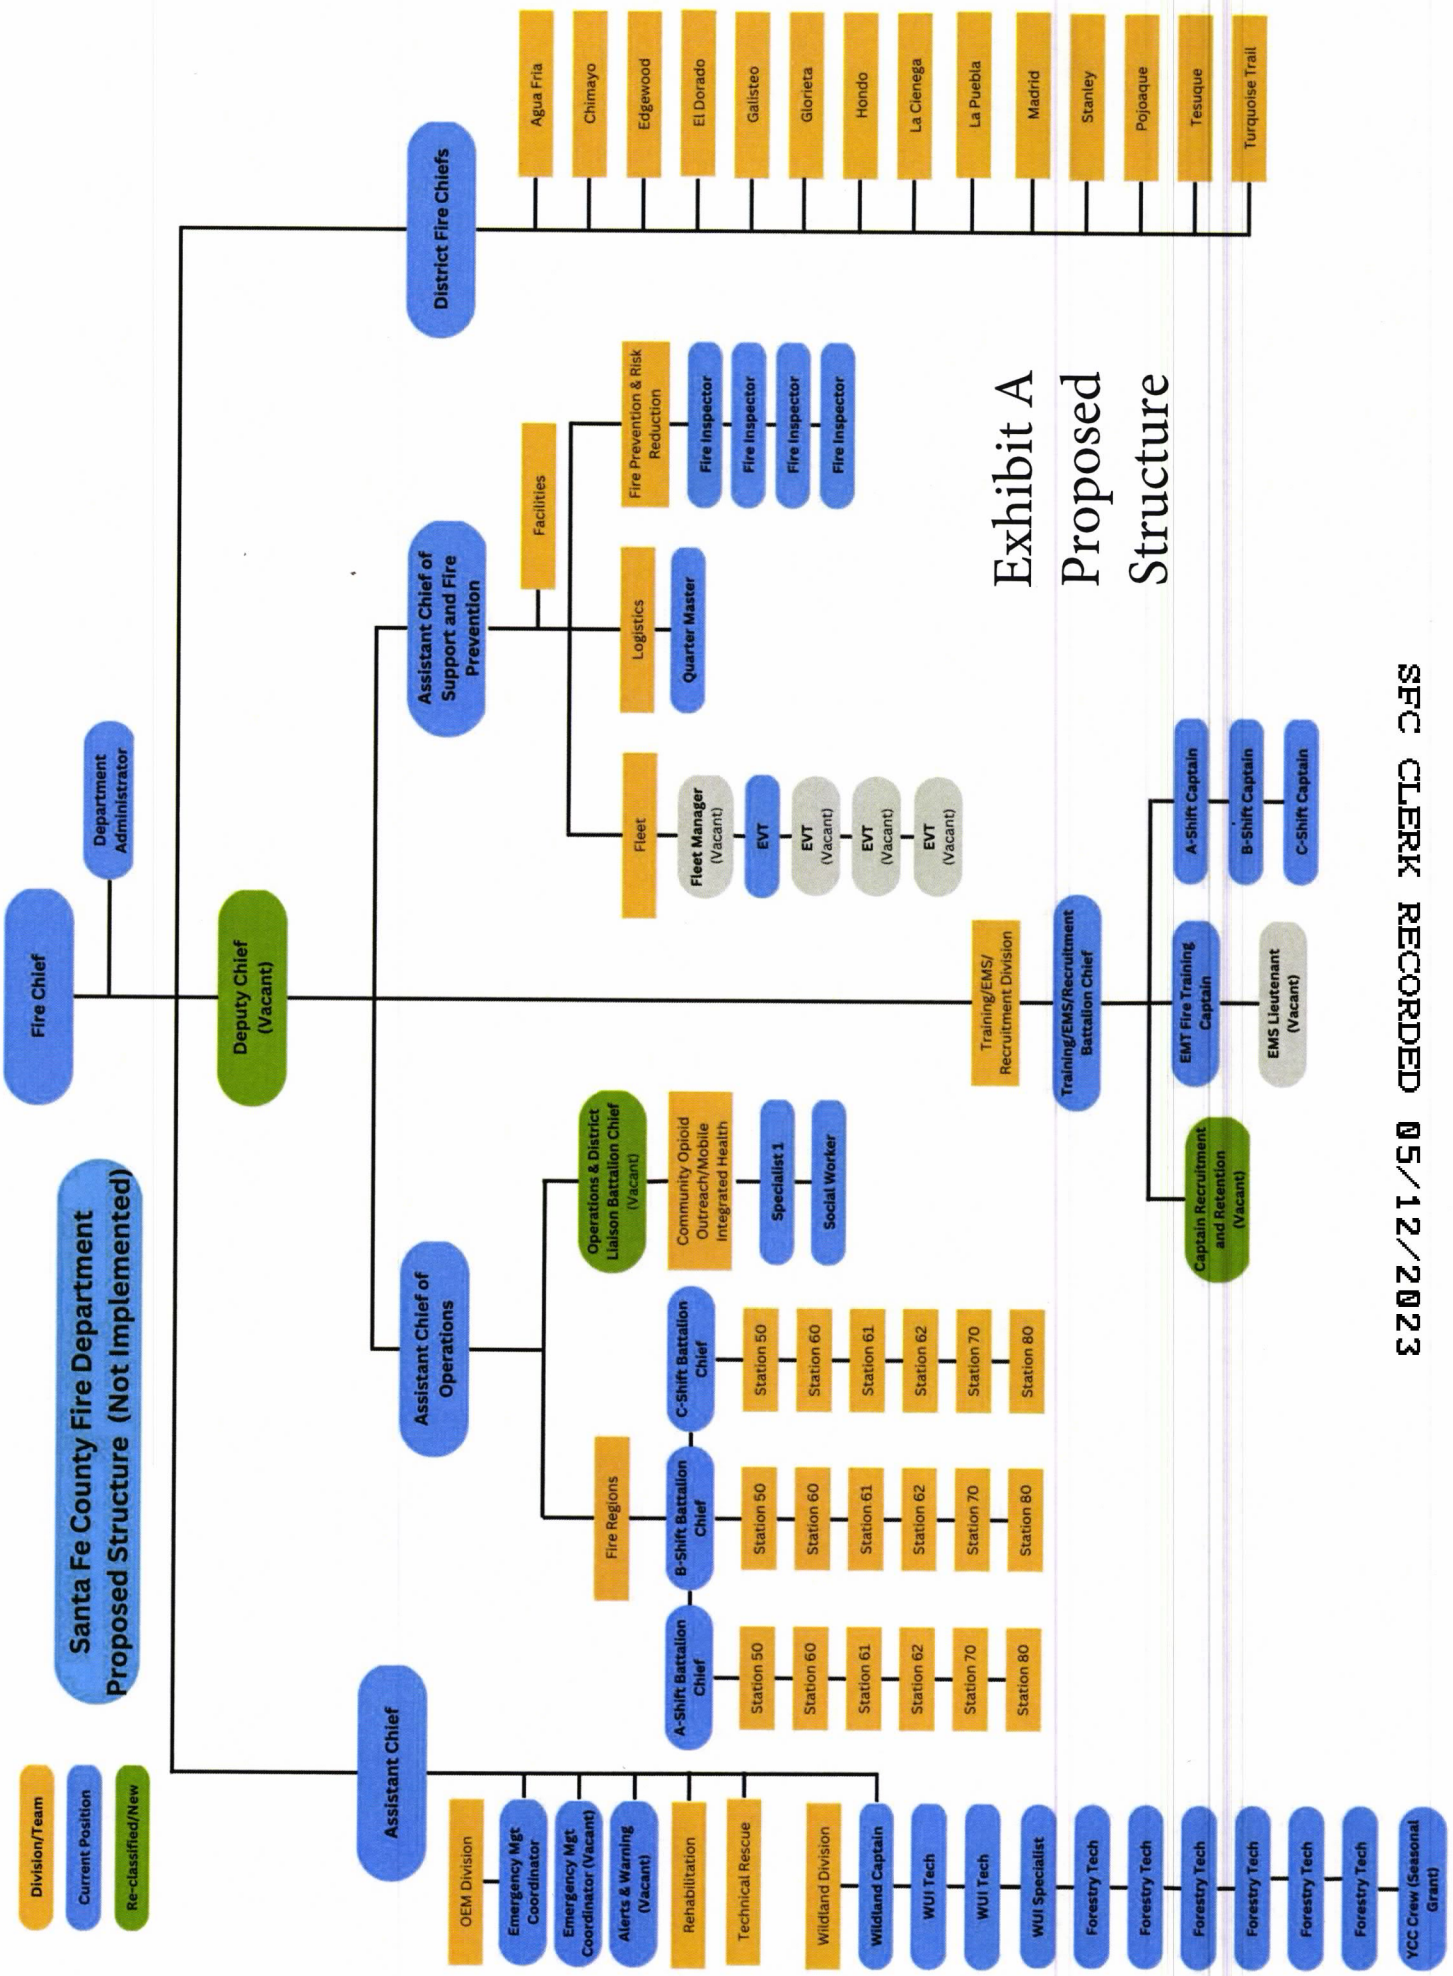 Division/Team
Current Position
Re-classified/New
Santa Fe County Fire Department
Proposed Structure (Not Implemented)
Fire Chief
Department
Administrator
Deputy Chief
(Vacant)
Assistant Chief
OEM Division
Emergency Mgt
Coordinator
Emergency Mgt
Coordinator (Vacant)
Alerts & Warning
(Vacant)
Rehabilitation
Technical Rescue
Wildland Division
Wildland Captain
WUI Tech
WUI Tech
WUI Specialist
Forestry Tech
Forestry Tech
Forestry Tech
Forestry Tech
Forestry Tech
Forestry Tech
YCC Crew (Seasonal
Grant)
Assistant Chief of
Operations
Fire Regions
A-Shift Battalion
Chief
Station 50
Station 60
Station 61
Station 62
Station 70
Station 80
B-Shift Battalion
Chief
Station 50
Station 60
Station 61
Station 62
Station 70
Station 80
C-Shift Battalion
Chief
Station 50
Station 60
Station 61
Station 62
Station 70
Station 80
Operations & District
Liaison Battalion Chief
(Vacant)
Community Opioid
Outreach/Mobile
Integrated Health
Specialist 1
Social Worker
Training/EMS/
Recruitment Division
Training/EMS/Recruitment
Battalion Chief
Captain Recruitment
and Retention
(Vacant)
EMT Fire Training
Captain
EMS Lieutenant
(Vacant)
A-Shift Captain
B-Shift Captain
C-Shift Captain
Assistant Chief of
Support and Fire
Prevention
Facilities
Fleet
Fleet Manager
(Vacant)
EVT
EVT
(Vacant)
EVT
(Vacant)
EVT
(Vacant)
Logistics
Quarter Master
Fire Prevention & Risk
Reduction
Fire Inspector
Fire Inspector
Fire Inspector
Fire Inspector
District Fire Chiefs
Agua Fria
Chimayo
Edgewood
El Dorado
Galisteo
Glorieta
Hondo
La Cienega
La Puebla
Madrid
Stanley
Pojoaque
Tesuque
Turquoise Trail
Exhibit A
Proposed
Structure
SFC CLERK RECORDED 05/12/2023